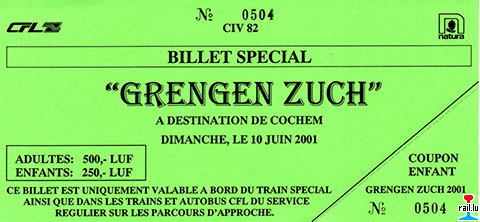 № 0504
CFL
CIV 82
natura
BILLET SPECIAL
“GRENGEN ZUCH”
A DESTINATION DE COCHEM
DIMANCHE, LE 10 JUIN 2001
ADULTES: 500,- LUF
ENFANTS: 250,- LUF
CE BILLET EST UNIQUEMENT VALABLE A BORD DU TRAIN SPECIAL
AINSI QUE DANS LES TRAINS ET AUTOBUS CFL DU SERVICE
REGULIER SUR LES PARCOURS D'APPROCHE.
COUPON
ENFANT
GRENGEN ZUCH 2001
№ 0504
rail.lu